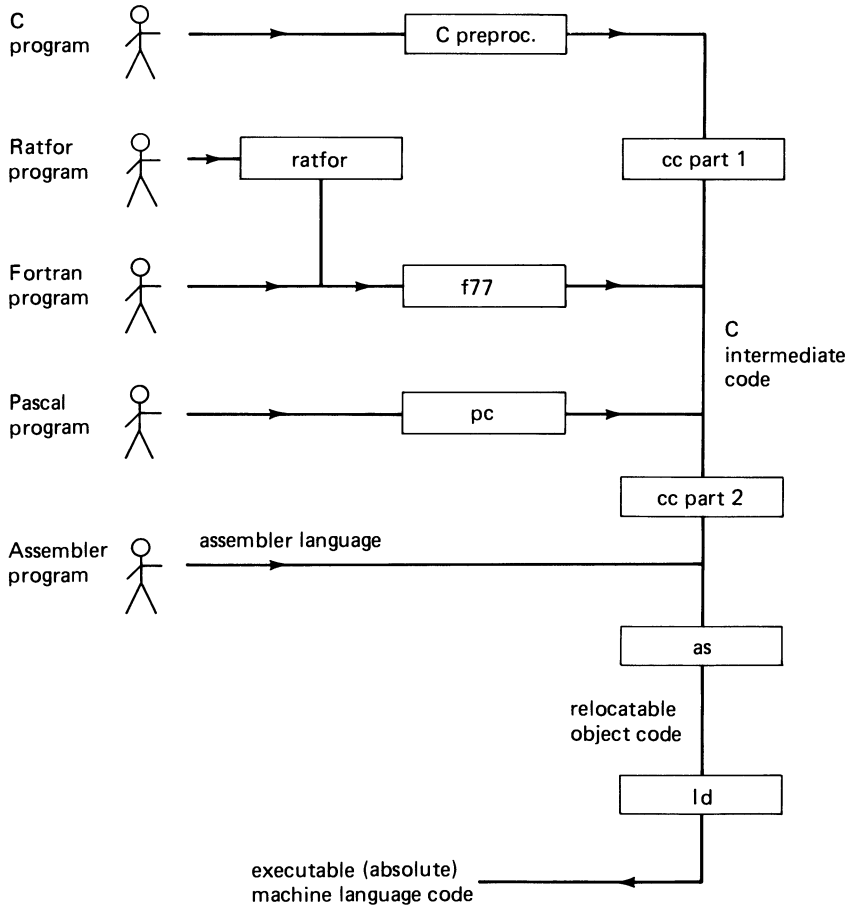 C
program
C preproc.
Ratfor
program
ratfor
cc part 1
Fortran
program
f77
C
intermediate
code
Pascal
program
pc
cc part 2
Assembler
program
assembler language
as
relocatable
object code
ld
executable (absolute)
machine language code